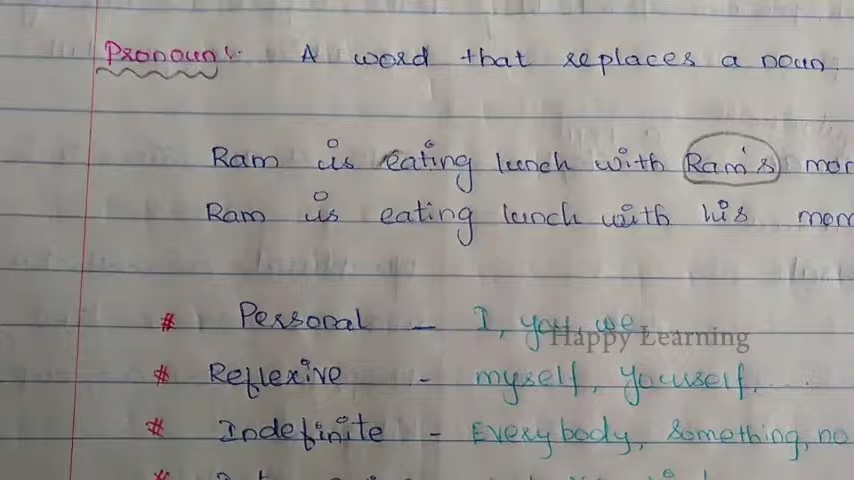 Pronoun:- A word that replaces a noun.
Ram is eating lunch with Ram's mom
Ram is eating lunch with his mom
# Personal - I, you, we
Happy Learning
# Reflexive - myself, yourself, ...
# Indefinite - Everybody, something, no